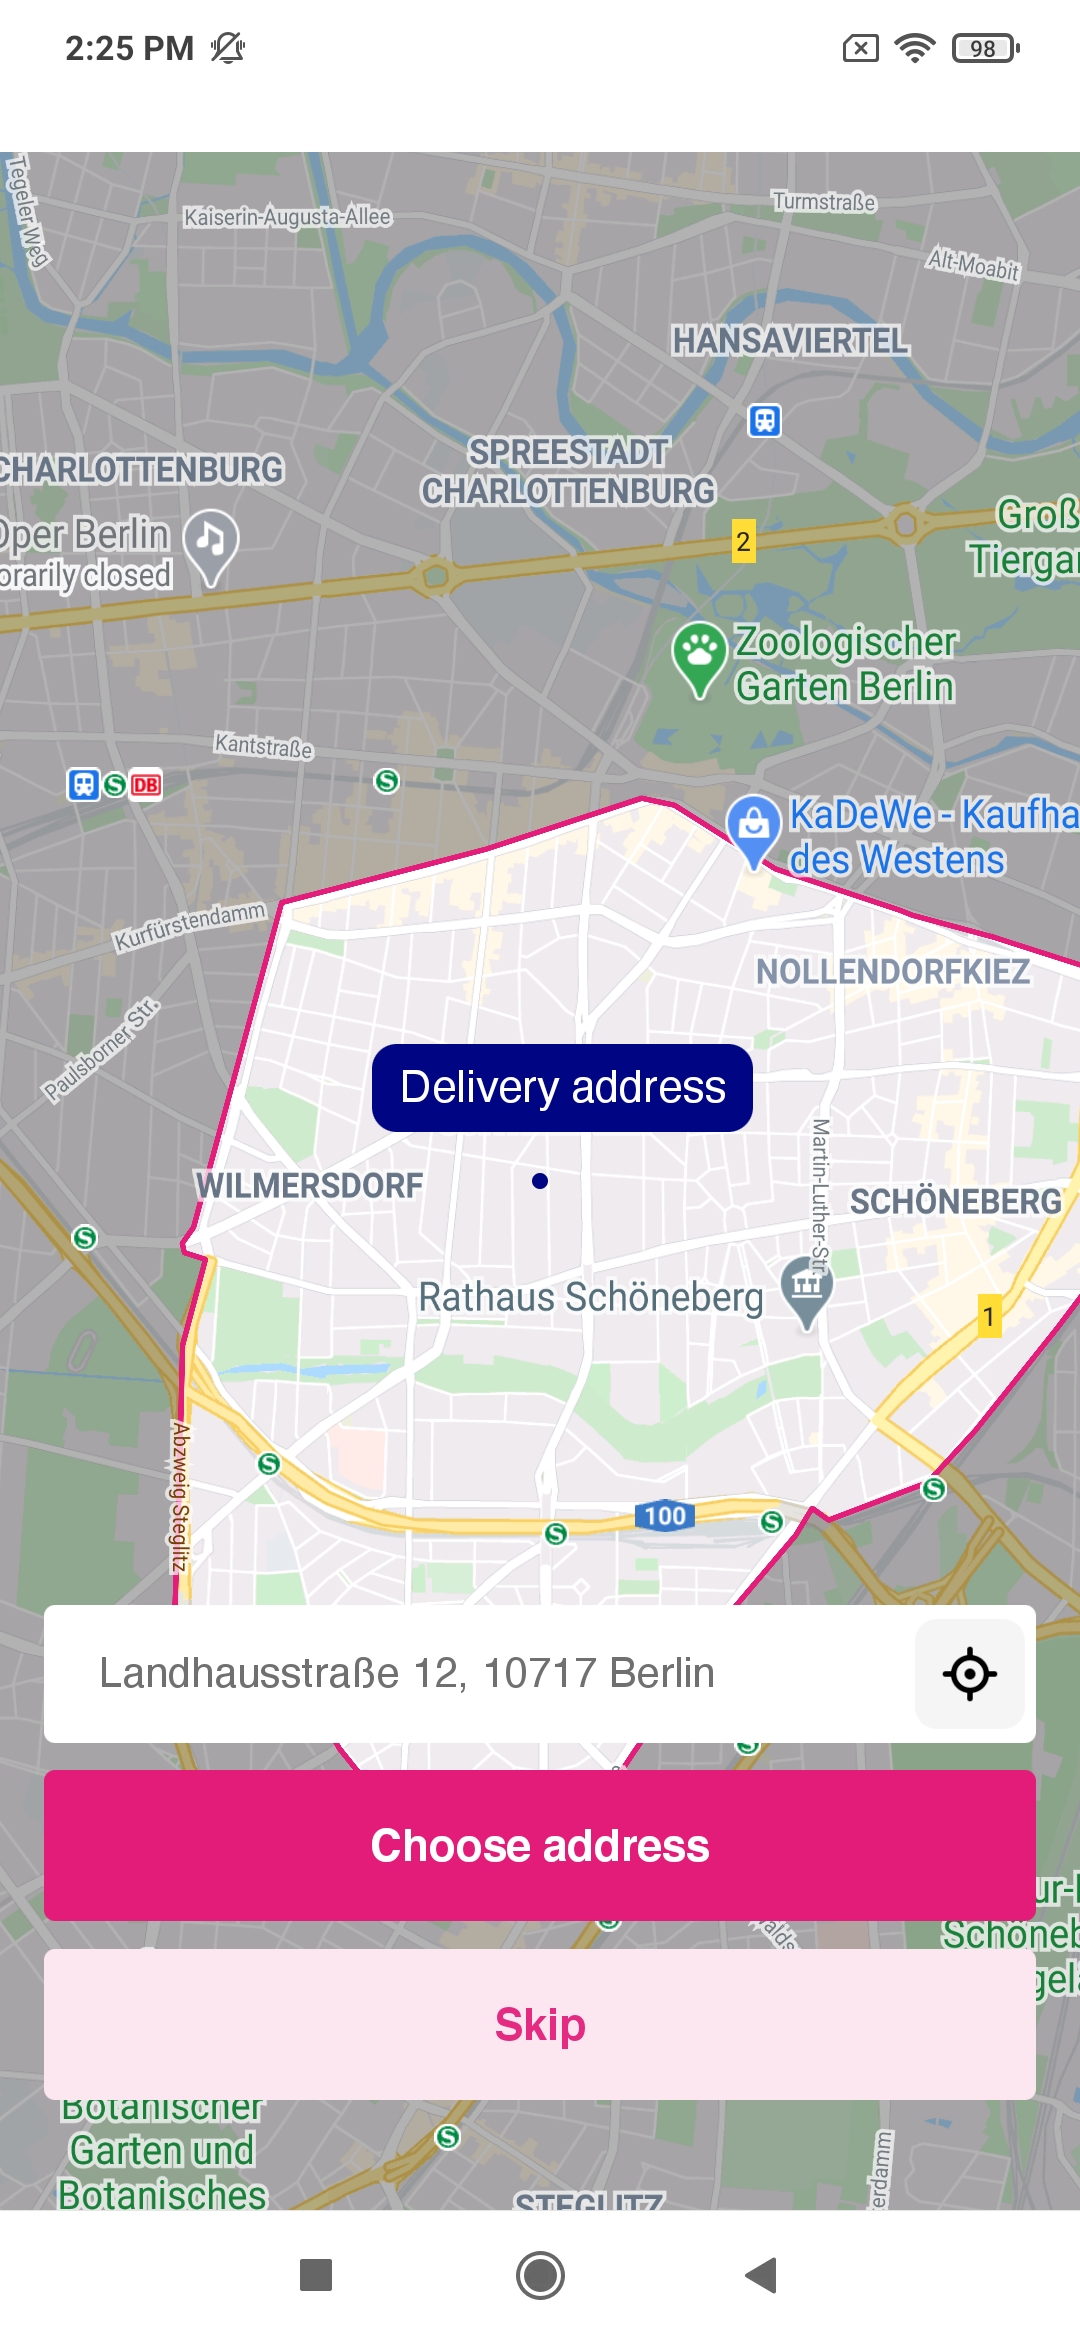 2:25 PM
98
Tegeler Weg
Kaiserin-Augusta-Allee
Turmstraße
Alt-Moabit
HANSAVIERTEL
SPREESTADT
CHARLOTTENBURG
CHARLOTTENBURG
Oper Berlin
orarily closed
2
Groß
Tiergar
Zoologischer
Garten Berlin
Kantstraße
S
DB
S
KaDeWe - Kaufha
des Westens
Kurfürstendamm
NOLLENDORFKIEZ
Paulsborner Str.
Delivery address
Martin-Luther-Str.
WILMERSDORF
SCHÖNEBERG
S
Rathaus Schöneberg
1
Abzweig Steglitz
S
S
100
S
S
Landhausstraße 12, 10717 Berlin
S
Choose address
ur-
Schöneb
gela
S
alds
Skip
Botanischer
Garten und
Botanisches
S
erdamm
STEGLITZ